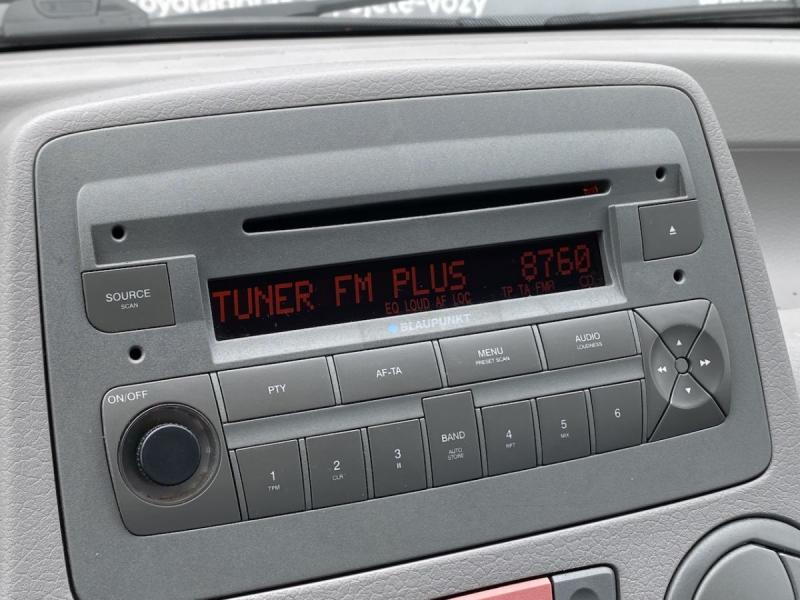 SOURCE
SCAN
TUNER FM PLUS 87.60
EQ LOUD AF LOC TP TA FMR CD
BLAUPUNKT
ON/OFF
PTY
AF-TA
MENU
PRESET SCAN
AUDIO
LOUDNESS
1
TPM
2
CLR
3
BAND
AUTO
STORE
4
RPT
5
MIX
6